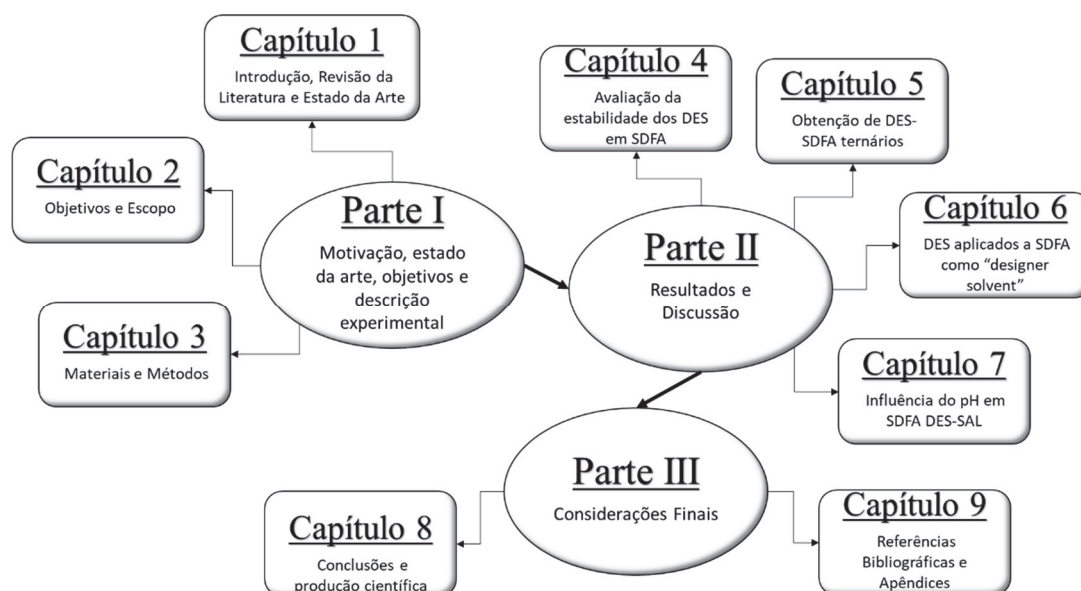 Capítulo 1
Introdução, Revisão da
Literatura e Estado da Arte
Capítulo 2
Objetivos e Escopo
Capítulo 3
Materiais e Métodos
Parte I
Motivação, estado
da arte, objetivos e
descrição
experimental
Capítulo 4
Avaliação da
estabilidade dos DES
em SDFA
Capítulo 5
Obtenção de DES-
SDFA ternários
Capítulo 6
DES aplicados a SDFA
como “designer
solvent”
Parte II
Resultados e
Discussão
Capítulo 7
Influência do pH em
SDFA DES-SAL
Parte III
Considerações Finais
Capítulo 8
Conclusões e
produção científica
Capítulo 9
Referências
Bibliográficas e
Apêndices